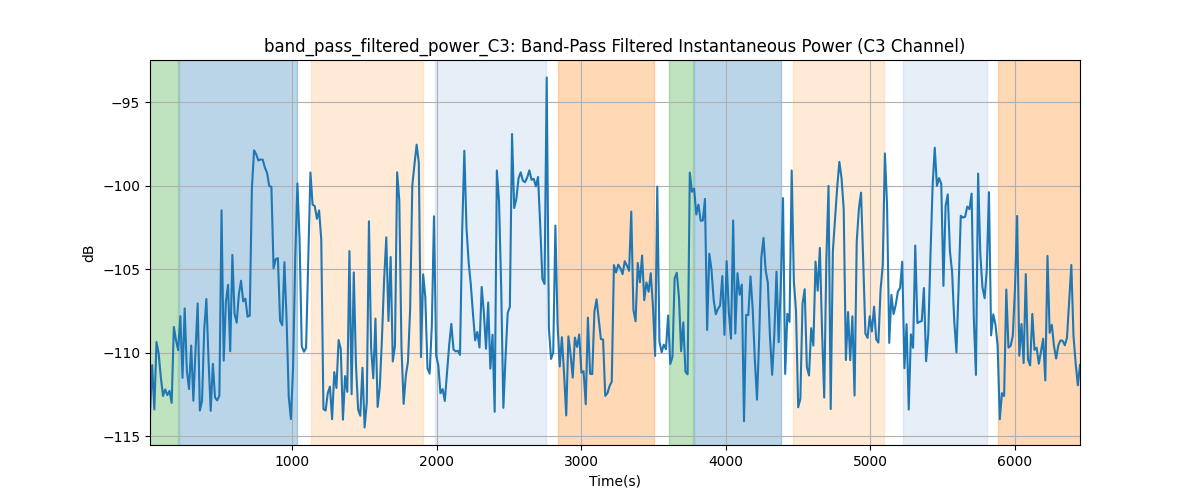 band_pass_filtered_power_C3: Band-Pass Filtered Instantaneous Power (C3 Channel)
−95
−100
−105
−110
−115
dB
1000 2000 3000 4000 5000 6000
Time(s)